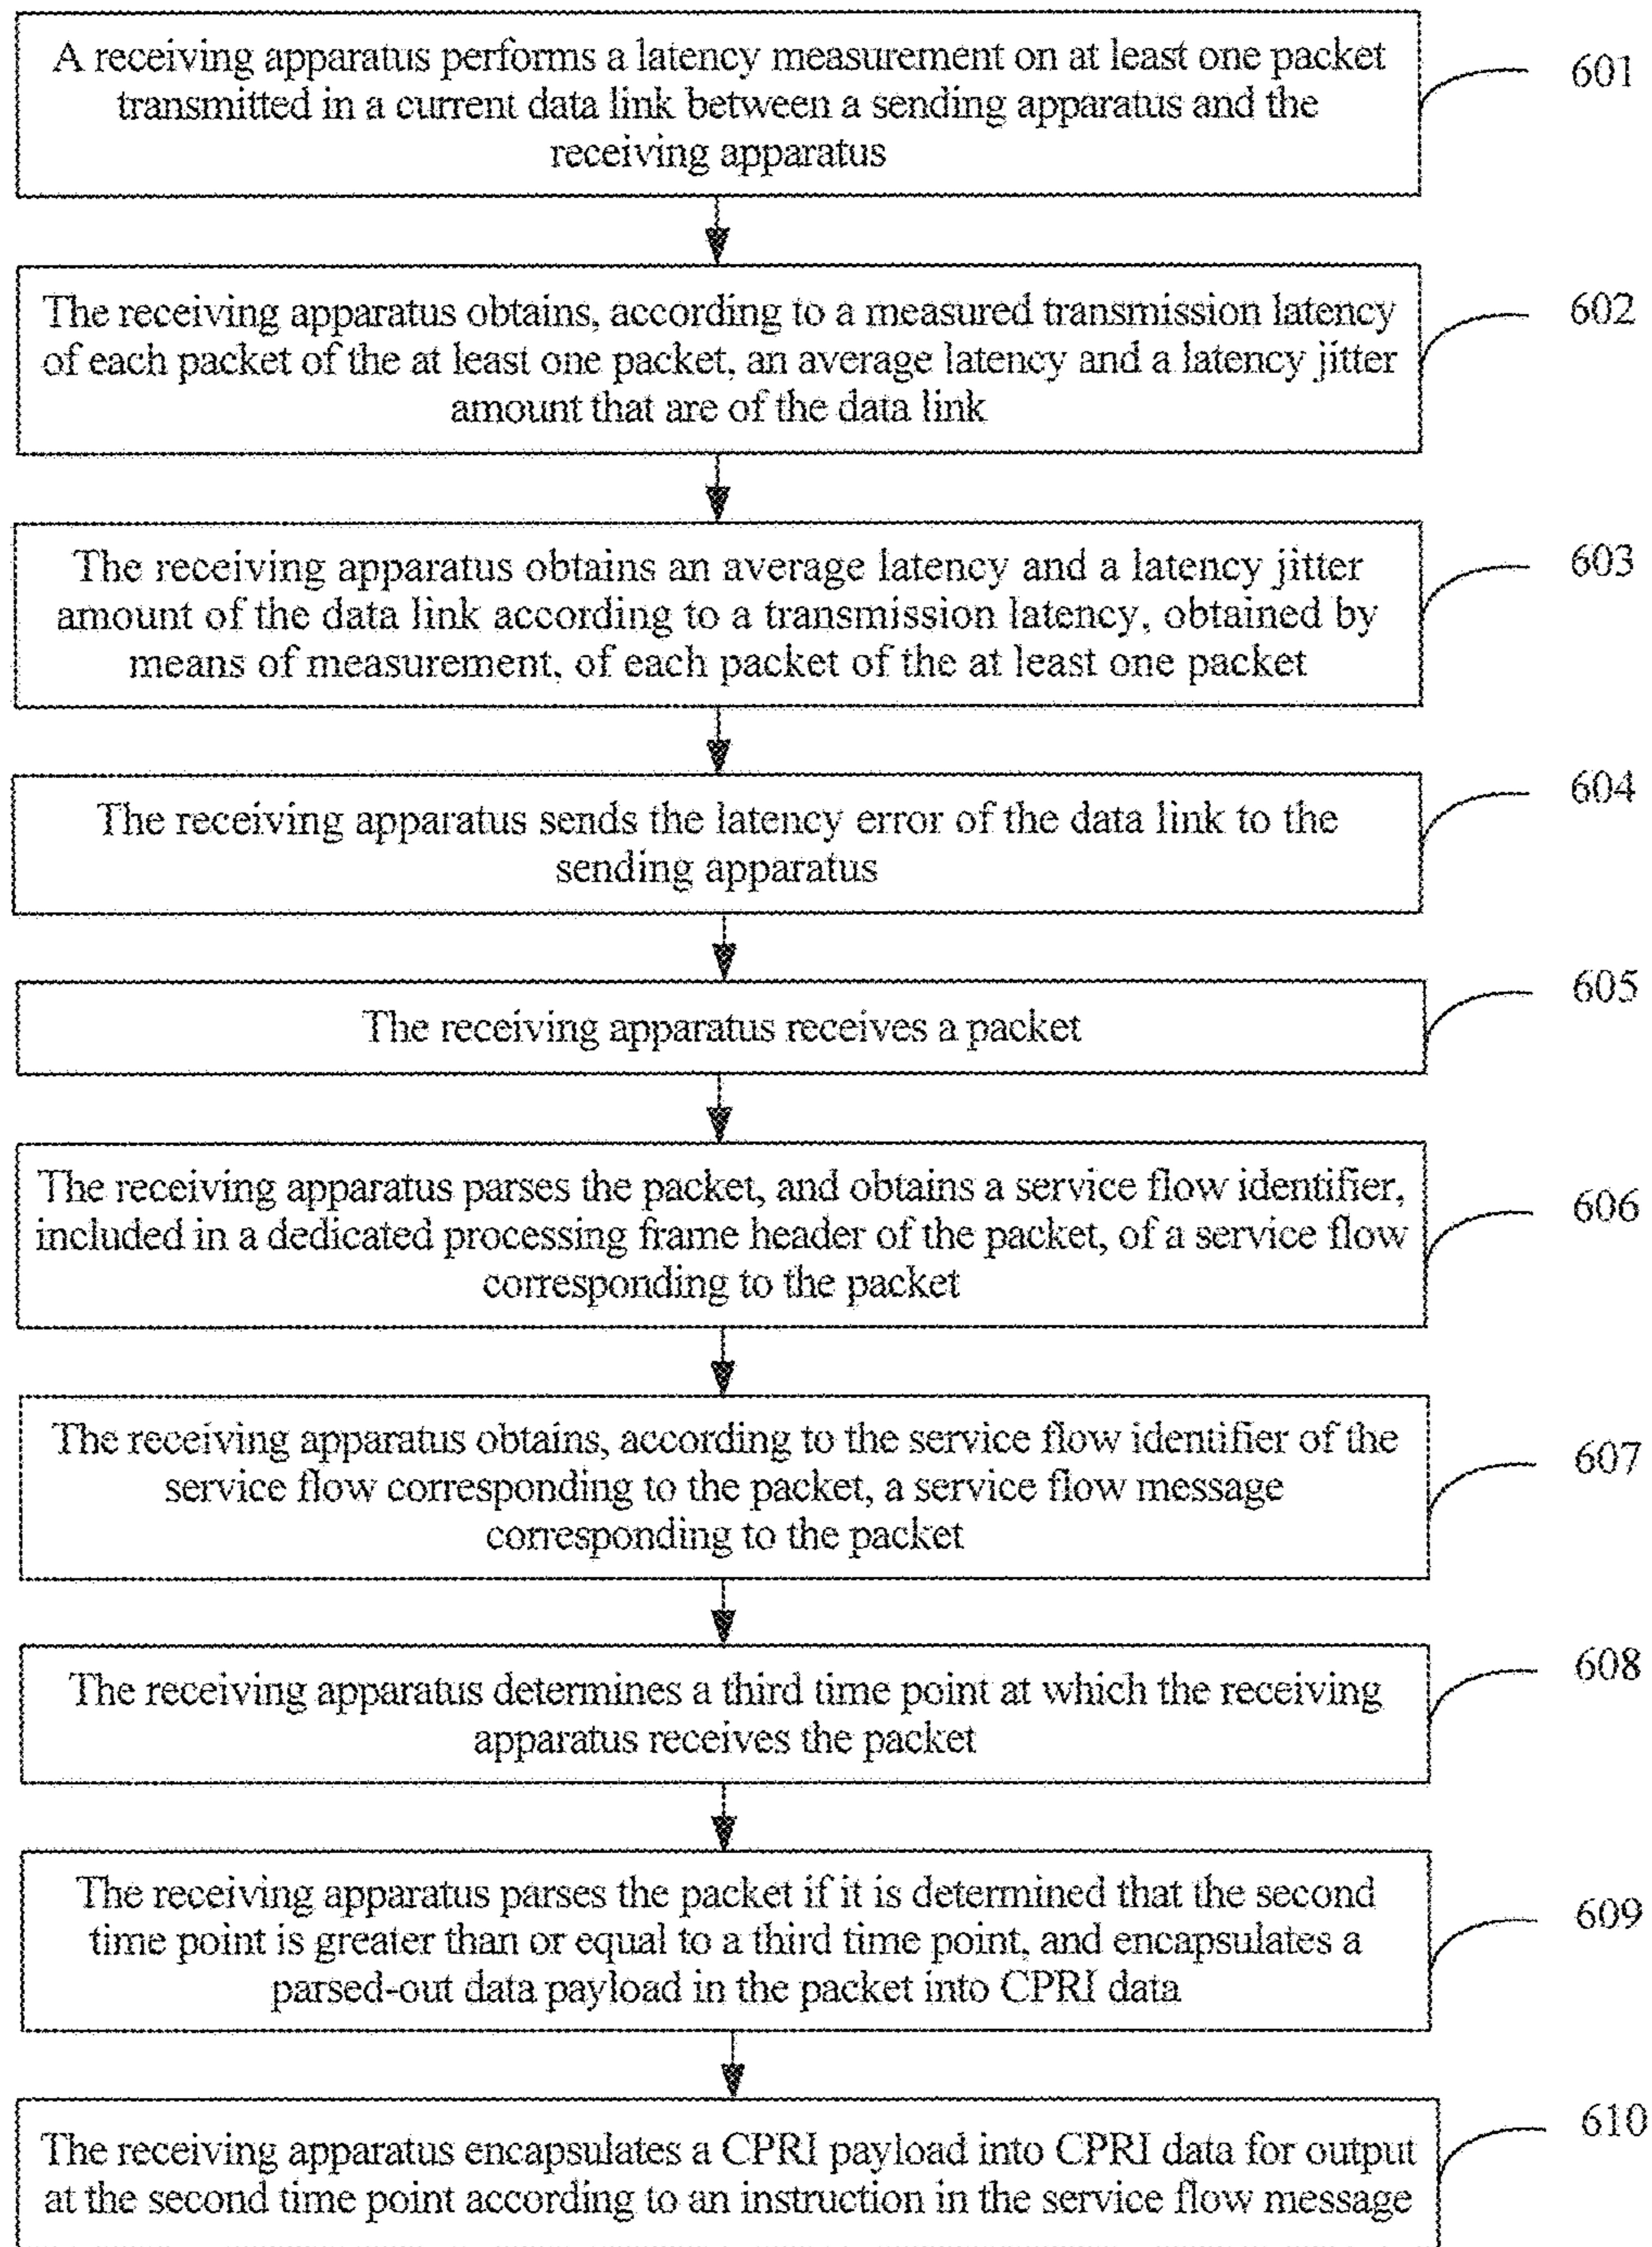 A receiving apparatus performs a latency measurement on at least one packet
transmitted in a current data link between a sending apparatus and the
receiving apparatus
601
The receiving apparatus obtains, according to a measured transmission latency
of each packet of the at least one packet, an average latency and a latency jitter
amount that are of the data link
602
The receiving apparatus obtains an average latency and a latency jitter
amount of the data link according to a transmission latency, obtained by
means of measurement, of each packet of the at least one packet
603
The receiving apparatus sends the latency error of the data link to the
sending apparatus
604
The receiving apparatus receives a packet
605
The receiving apparatus parses the packet, and obtains a service flow identifier,
included in a dedicated processing frame header of the packet, of a service flow
corresponding to the packet
606
The receiving apparatus obtains, according to the service flow identifier of the
service flow corresponding to the packet, a service flow message
corresponding to the packet
607
The receiving apparatus determines a third time point at which the receiving
apparatus receives the packet
608
The receiving apparatus parses the packet if it is determined that the second
time point is greater than or equal to a third time point, and encapsulates a
parsed-out data payload in the packet into CPRI data
609
The receiving apparatus encapsulates a CPRI payload into CPRI data for output
at the second time point according to an instruction in the service flow message
610